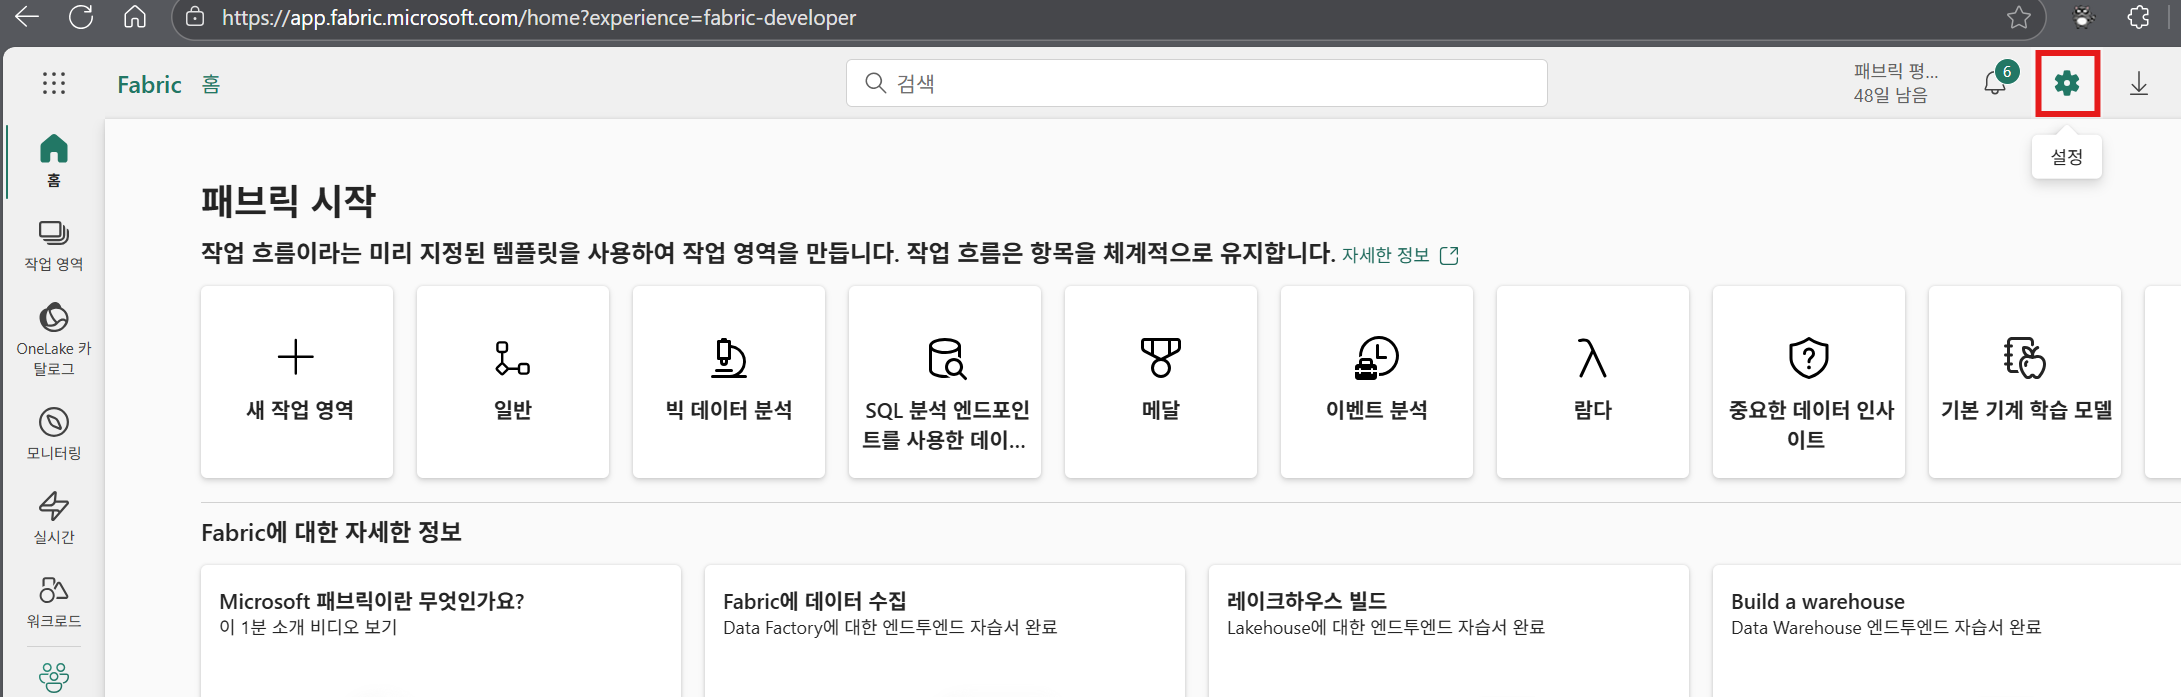 https://app.fabric.microsoft.com/home?experience=fabric-developer
Fabric 홈
검색
패브릭 평...
48일 남음
6
설정
홈
작업 영역
OneLake 카
탈로그
모니터링
실시간
워크로드
패브릭 시작
작업 흐름이라는 미리 지정된 템플릿을 사용하여 작업 영역을 만듭니다. 작업 흐름은 항목을 체계적으로 유지합니다. 자세한 정보
새 작업 영역
일반
빅 데이터 분석
SQL 분석 엔드포인
트를 사용한 데이...
메달
이벤트 분석
람다
중요한 데이터 인사
이트
기본 기계 학습 모델
Fabric에 대한 자세한 정보
Microsoft 패브릭이란 무엇인가요?
이 1분 소개 비디오 보기
Fabric에 데이터 수집
Data Factory에 대한 엔드투엔드 자습서 완료
레이크하우스 빌드
Lakehouse에 대한 엔드투엔드 자습서 완료
Build a warehouse
Data Warehouse 엔드투엔드 자습서 완료